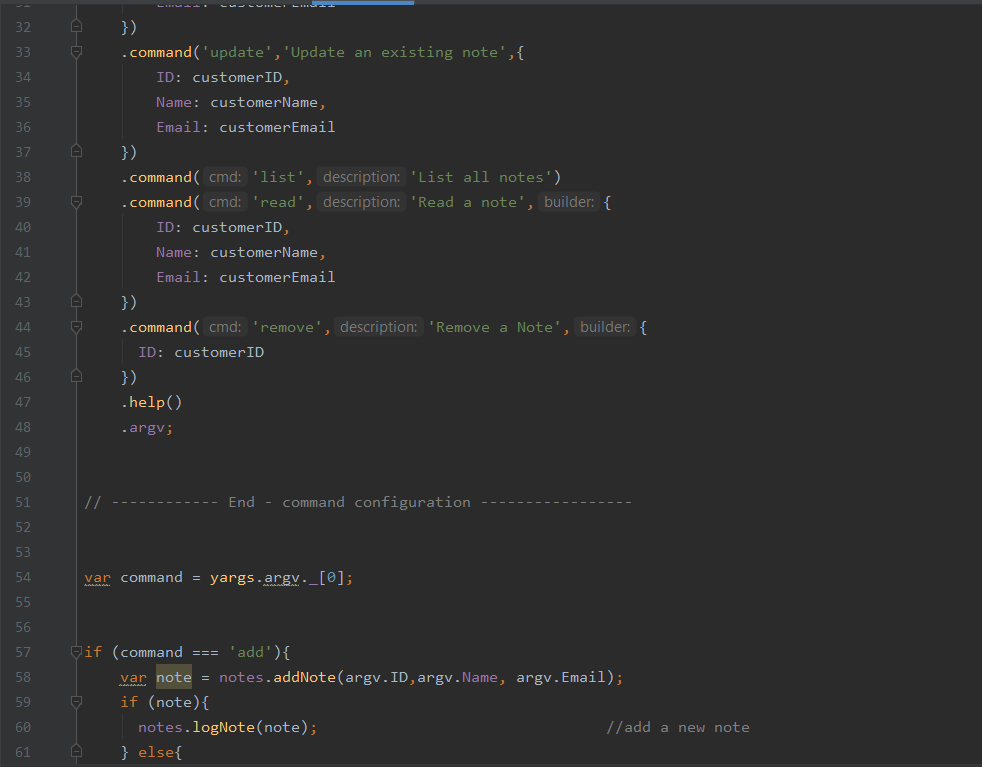 31 Email: customerEmail
32 })
33 .command('update','Update an existing note',{
34 ID: customerID,
35 Name: customerName,
36 Email: customerEmail
37 })
38 .command( cmd: 'list', description: 'List all notes')
39 .command( cmd: 'read', description: 'Read a note', builder: {
40 ID: customerID,
41 Name: customerName,
42 Email: customerEmail
43 })
44 .command( cmd: 'remove', description: 'Remove a Note', builder: {
45 ID: customerID
46 })
47 .help()
48 .argv;
49
50
51 // ------------ End - command configuration -----------------
52
53
54 var command = yargs.argv._[0];
55
56
57 if (command === 'add'){
58 var note = notes.addNote(argv.ID,argv.Name, argv.Email);
59 if (note){
60 notes.logNote(note); //add a new note
61 } else{